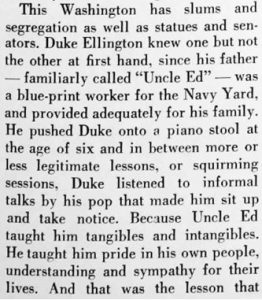 This Washington has slums and
segregation as well as statues and sen-
ators. Duke Ellington knew one but not
the other at first hand, since his father
— familiarly called "Uncle Ed" — was
a blue-print worker for the Navy Yard,
and provided adequately for his family.
He pushed Duke onto a piano stool at
the age of six and in between more or
less legitimate lessons, or squirming
sessions, Duke listened to informal
talks by his pop that made him sit up
and take notice. Because Uncle Ed
taught him tangibles and intangibles.
He taught him pride in his own people,
understanding and sympathy for their
lives. And that was the lesson that